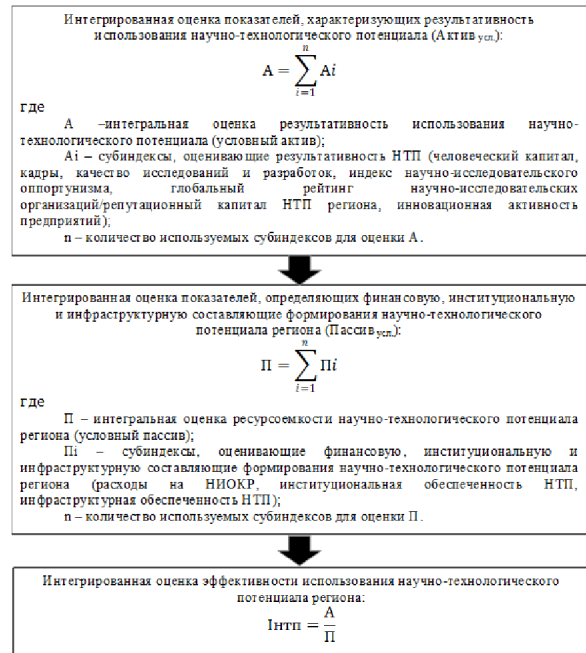 Интегрированная оценка показателей, характеризующих результативность
использования научно-технологического потенциала (Актив усл.):
n
A = ∑ Ai
i=1
где
А –интегральная оценка результативность использования научно-
технологического потенциала (условный актив);
Аi – субиндексы, оценивающие результативность НТП (человеческий капитал,
кадры, качество исследований и разработок, индекс научно-исследовательского
оппортунизма, глобальный рейтинг научно-исследовательских
организаций/репутационный капитал НТП региона, инновационная активность
предприятий);
n – количество используемых субиндексов для оценки А.
Интегрированная оценка показателей, определяющих финансовую, институциональную
и инфраструктурную составляющие формирования научно-технологического
потенциала региона (Пассив усл.):
n
П = ∑ Пi
i=1
где
П – интегральная оценка ресурсоемкости научно-технологического потенциала
региона (условный пассив);
Пi – субиндексы, оценивающие финансовую, институциональную и
инфраструктурную составляющие формирования научно-технологического потенциала
региона (расходы на НИОКР, институциональная обеспеченность НТП,
инфраструктурная обеспеченность НТП);
n – количество используемых субиндексов для оценки П.
Интегрированная оценка эффективности использования научно-технологического
потенциала региона:
A
Iнтп = —
П